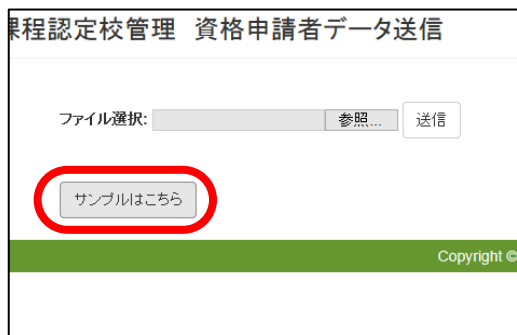 課程認定校管理 資格申請者データ送信
ファイル選択: 参照... 送信
サンプルはこちら
Copyright ©